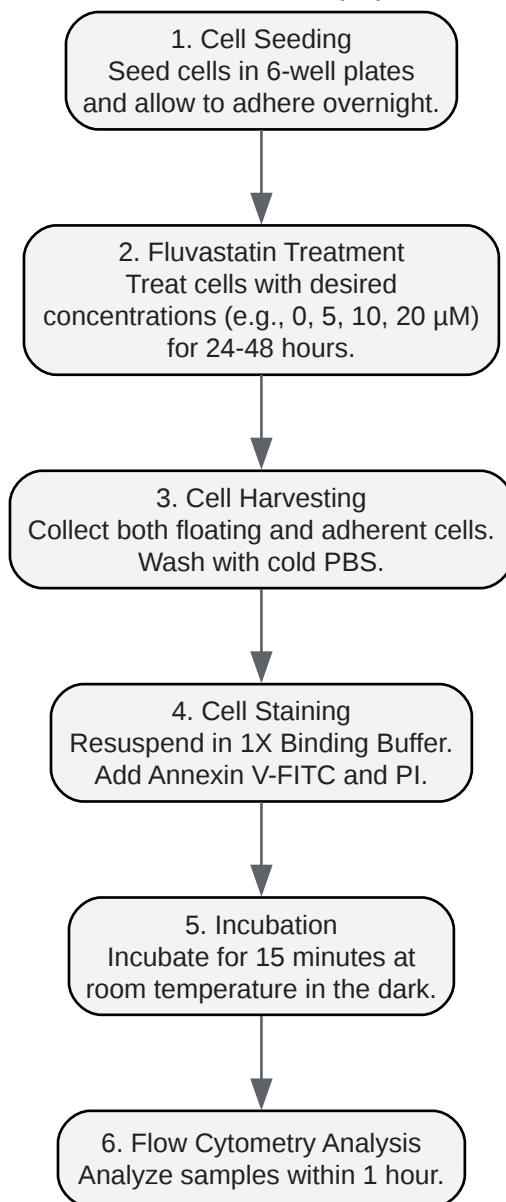 1. Cell Seeding
Seed cells in 6-well plates
and allow to adhere overnight.
2. Fluvastatin Treatment
Treat cells with desired
concentrations (e.g., 0, 5, 10, 20 µM)
for 24-48 hours.
3. Cell Harvesting
Collect both floating and adherent cells.
Wash with cold PBS.
4. Cell Staining
Resuspend in 1X Binding Buffer.
Add Annexin V-FITC and PI.
5. Incubation
Incubate for 15 minutes at
room temperature in the dark.
6. Flow Cytometry Analysis
Analyze samples within 1 hour.